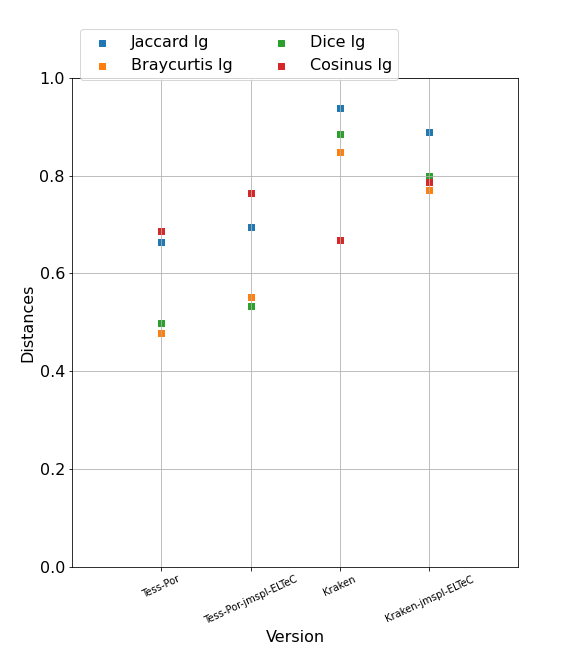 Jaccard lg Dice lg
Braycurtis lg Cosinus lg
1.0
0.8
0.6
0.4
0.2
0.0
Distances
Tess-Por
Tess-Por-jmspl-ELTeC
Kraken
Kraken-jmspl-ELTeC
Version